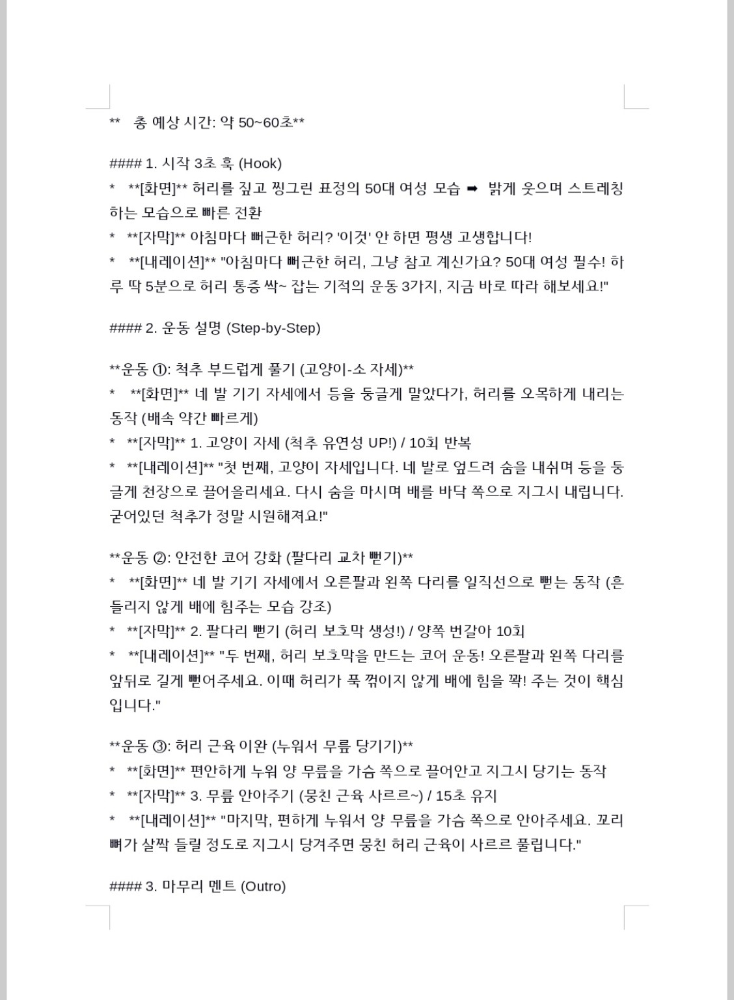 **   총 예상 시간: 약 50~60초**
#### 1. 시작 3초 훅 (Hook)
*   **[화면]** 허리를 짚고 찡그린 표정의 50대 여성 모습 ➡ 밝게 웃으며 스트레칭
하는 모습으로 빠른 전환
*   **[자막]** 아침마다 뻐근한 허리? '이것' 안 하면 평생 고생합니다!
*   **[내레이션]** "아침마다 뻐근한 허리, 그냥 참고 계신가요? 50대 여성 필수! 하
루 딱 5분으로 허리 통증 싹~ 잡는 기적의 운동 3가지, 지금 바로 따라 해보세요!"
#### 2. 운동 설명 (Step-by-Step)
**운동 ①: 척추 부드럽게 풀기 (고양이-소 자세)**
*   **[화면]** 네 발 기기 자세에서 등을 둥글게 말았다가, 허리를 오목하게 내리는
동작 (배속 약간 빠르게)
*   **[자막]** 1. 고양이 자세 (척추 유연성 UP!) / 10회 반복
*   **[내레이션]** "첫 번째, 고양이 자세입니다. 네 발로 엎드려 숨을 내쉬며 등을 둥
글게 천장으로 끌어올리세요. 다시 숨을 마시며 배를 바닥 쪽으로 지그시 내립니다.
굳어있던 척추가 정말 시원해져요!"
**운동 ②: 안전한 코어 강화 (팔다리 교차 뻗기)**
*   **[화면]** 네 발 기기 자세에서 오른팔과 왼쪽 다리를 일직선으로 뻗는 동작 (흔
들리지 않게 배에 힘주는 모습 강조)
*   **[자막]** 2. 팔다리 뻗기 (허리 보호막 생성!) / 양쪽 번갈아 10회
*   **[내레이션]** "두 번째, 허리 보호막을 만드는 코어 운동! 오른팔과 왼쪽 다리를
앞뒤로 길게 뻗어주세요. 이때 허리가 푹 꺾이지 않게 배에 힘을 꽉! 주는 것이 핵심
입니다."
**운동 ③: 허리 근육 이완 (누워서 무릎 당기기)**
*   **[화면]** 편안하게 누워 양 무릎을 가슴 쪽으로 끌어안고 지그시 당기는 동작
*   **[자막]** 3. 무릎 안아주기 (뭉친 근육 사르르~) / 15초 유지
*   **[내레이션]** "마지막, 편하게 누워서 양 무릎을 가슴 쪽으로 안아주세요. 꼬리
뼈가 살짝 들릴 정도로 지그시 당겨주면 뭉친 허리 근육이 사르르 풀립니다."
#### 3. 마무리 멘트 (Outro)